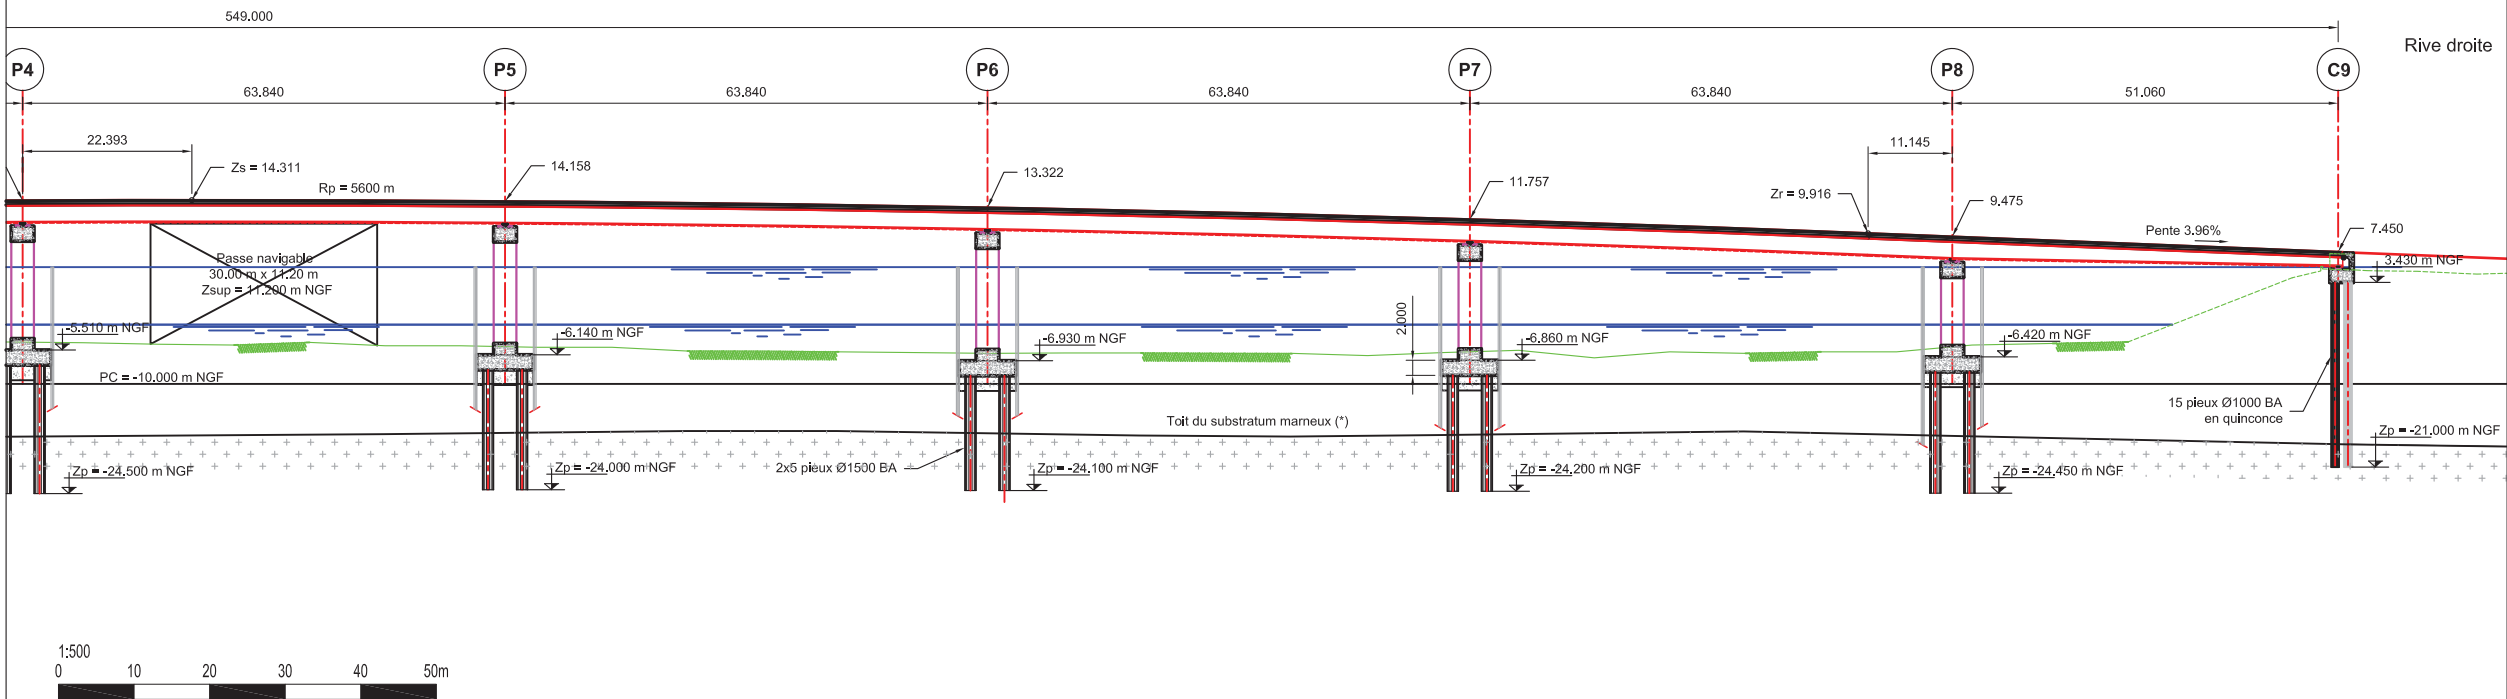 549.000
Rive droite
P4
P5
P6
P7
P8
C9
63.840
63.840
63.840
63.840
51.060
22.393
11.145
Zs = 14.311
14.158
13.322
11.757
Zr = 9,916
9.475
7.450
Rp = 5600 m
Pente 3.96%
Passe navigable
30.00 m x 11.20 m
Zsup = 11.200 m NGF
3.430 m NGF
2.000
-5.510 m NGF
-6.140 m NGF
-6.930 m NGF
-6.860 m NGF
-6.420 m NGF
PC = -10.000 m NGF
15 pieux Ø1000 BA
en quinconce
Toit du substratum marneux (*)
Zp = -21.000 m NGF
Zp = -24.500 m NGF
Zp = -24.000 m NGF
2x5 pieux Ø1500 BA
Zp = -24.100 m NGF
Zp = -24.200 m NGF
Zp = -24.450 m NGF
1:500
0 10 20 30 40 50m